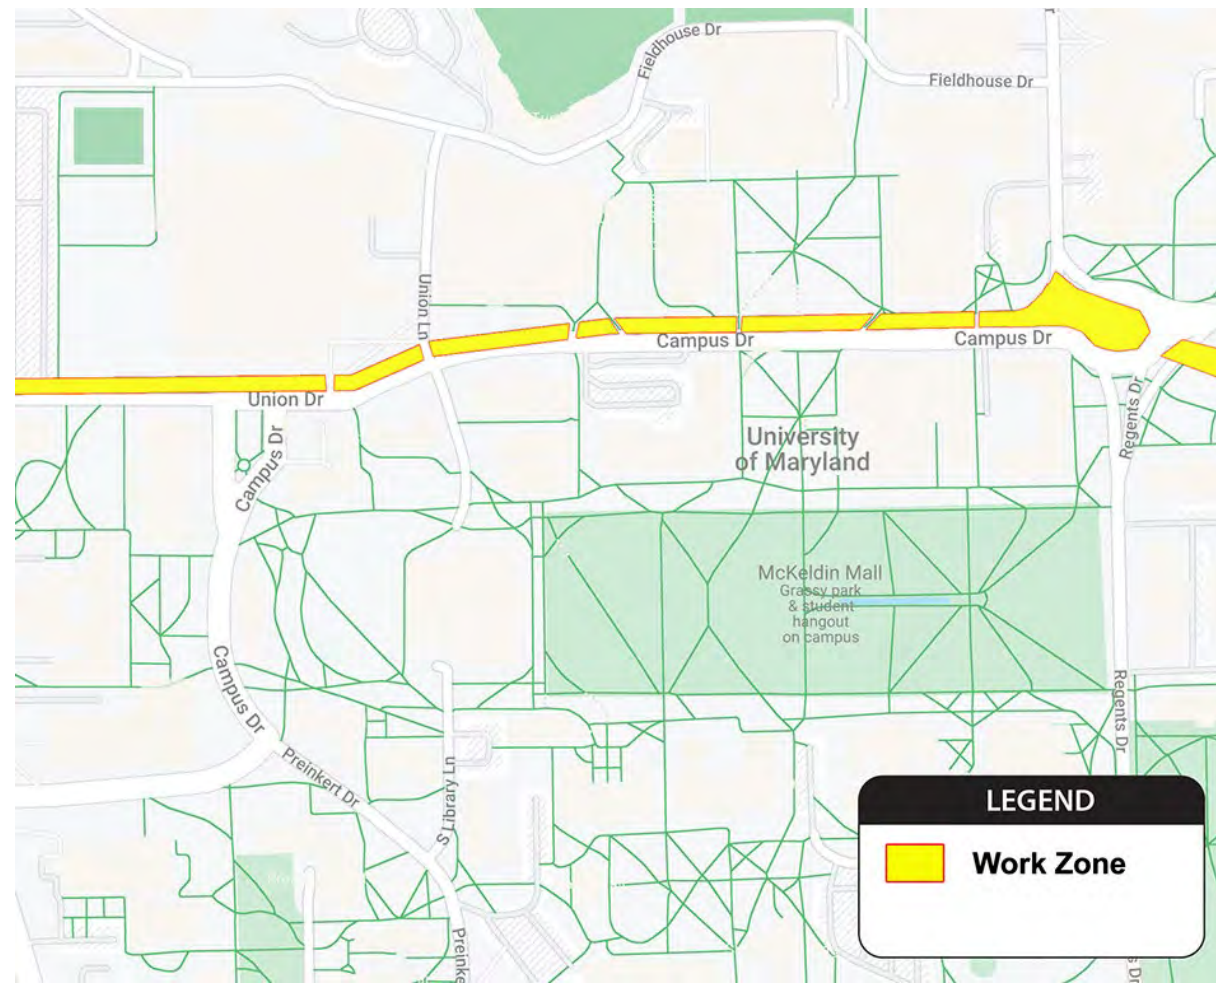 Fieldhouse Dr
Fieldhouse Dr
Union Ln
Campus Dr
Campus Dr
Union Dr
Regents Dr
Campus Dr
University
of Maryland
McKeldin Mall
Grassy park
& student
hangout
on campus
Campus Dr
Regents Dr
Preinkert Dr
S Library Ln
LEGEND
Work Zone
Preinke
s Dr